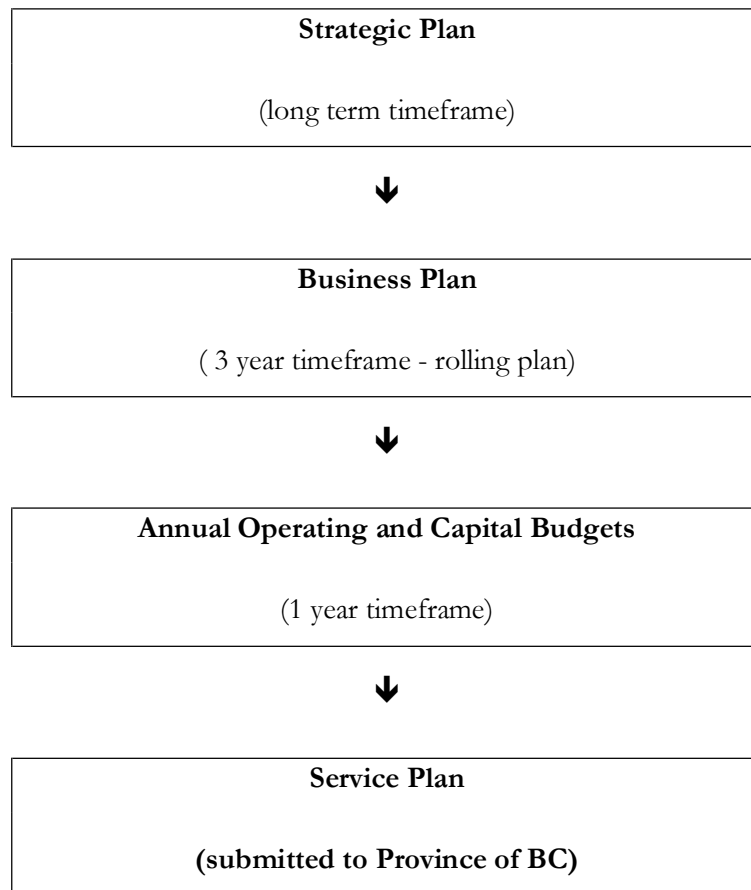 Strategic Plan
(long term timeframe)
Business Plan
( 3 year timeframe - rolling plan)
Annual Operating and Capital Budgets
(1 year timeframe)
Service Plan
(submitted to Province of BC)